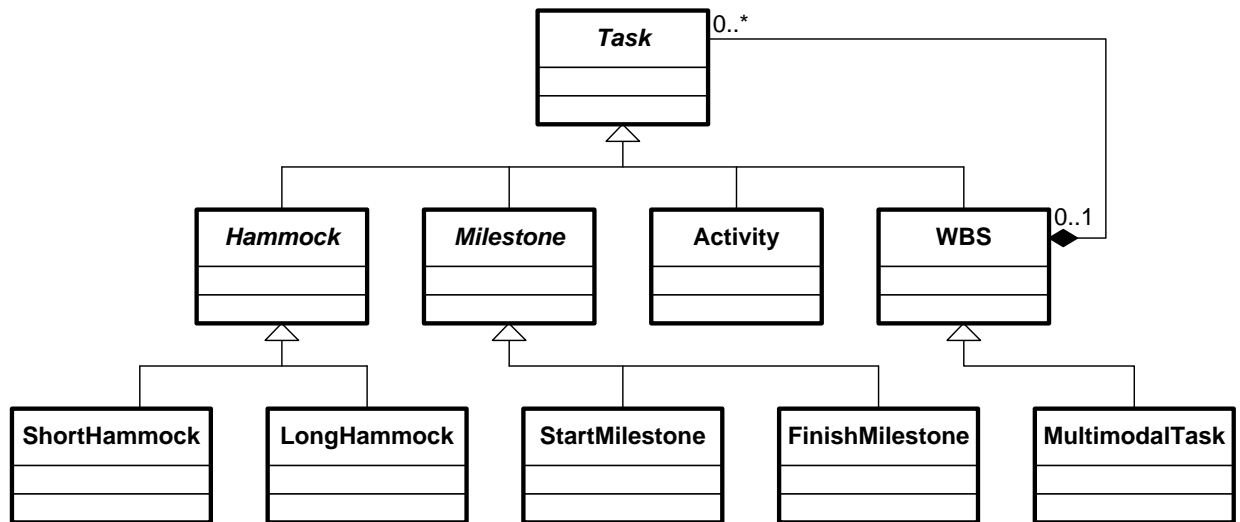 Task
0..*
Hammock
Milestone
Activity
WBS
0..1
ShortHammock
LongHammock
StartMilestone
FinishMilestone
MultimodalTask